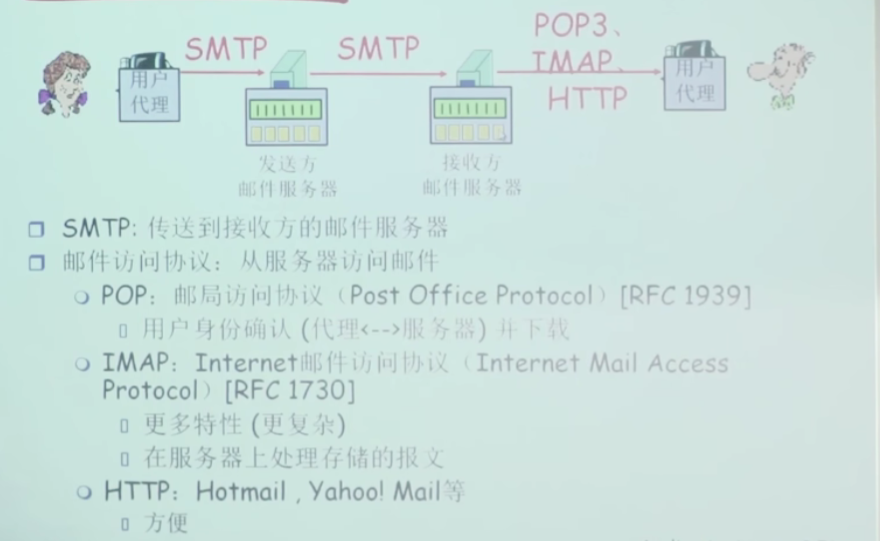 SMTP
SMTP
POP3、
IMAP、
HTTP
用户
代理
用户
代理
发送方
邮件服务器
接收方
邮件服务器
SMTP: 传送到接收方的邮件服务器
邮件访问协议：从服务器访问邮件
POP：邮局访问协议（Post Office Protocol）[RFC 1939]
用户身份确认 (代理<-->服务器) 并下载
IMAP：Internet邮件访问协议（Internet Mail Access
Protocol）[RFC 1730]
更多特性 (更复杂)
在服务器上处理存储的报文
HTTP：Hotmail , Yahoo! Mail等
方便